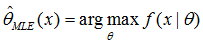 θ̂_MLE(x) = arg max_θ f(x | θ)